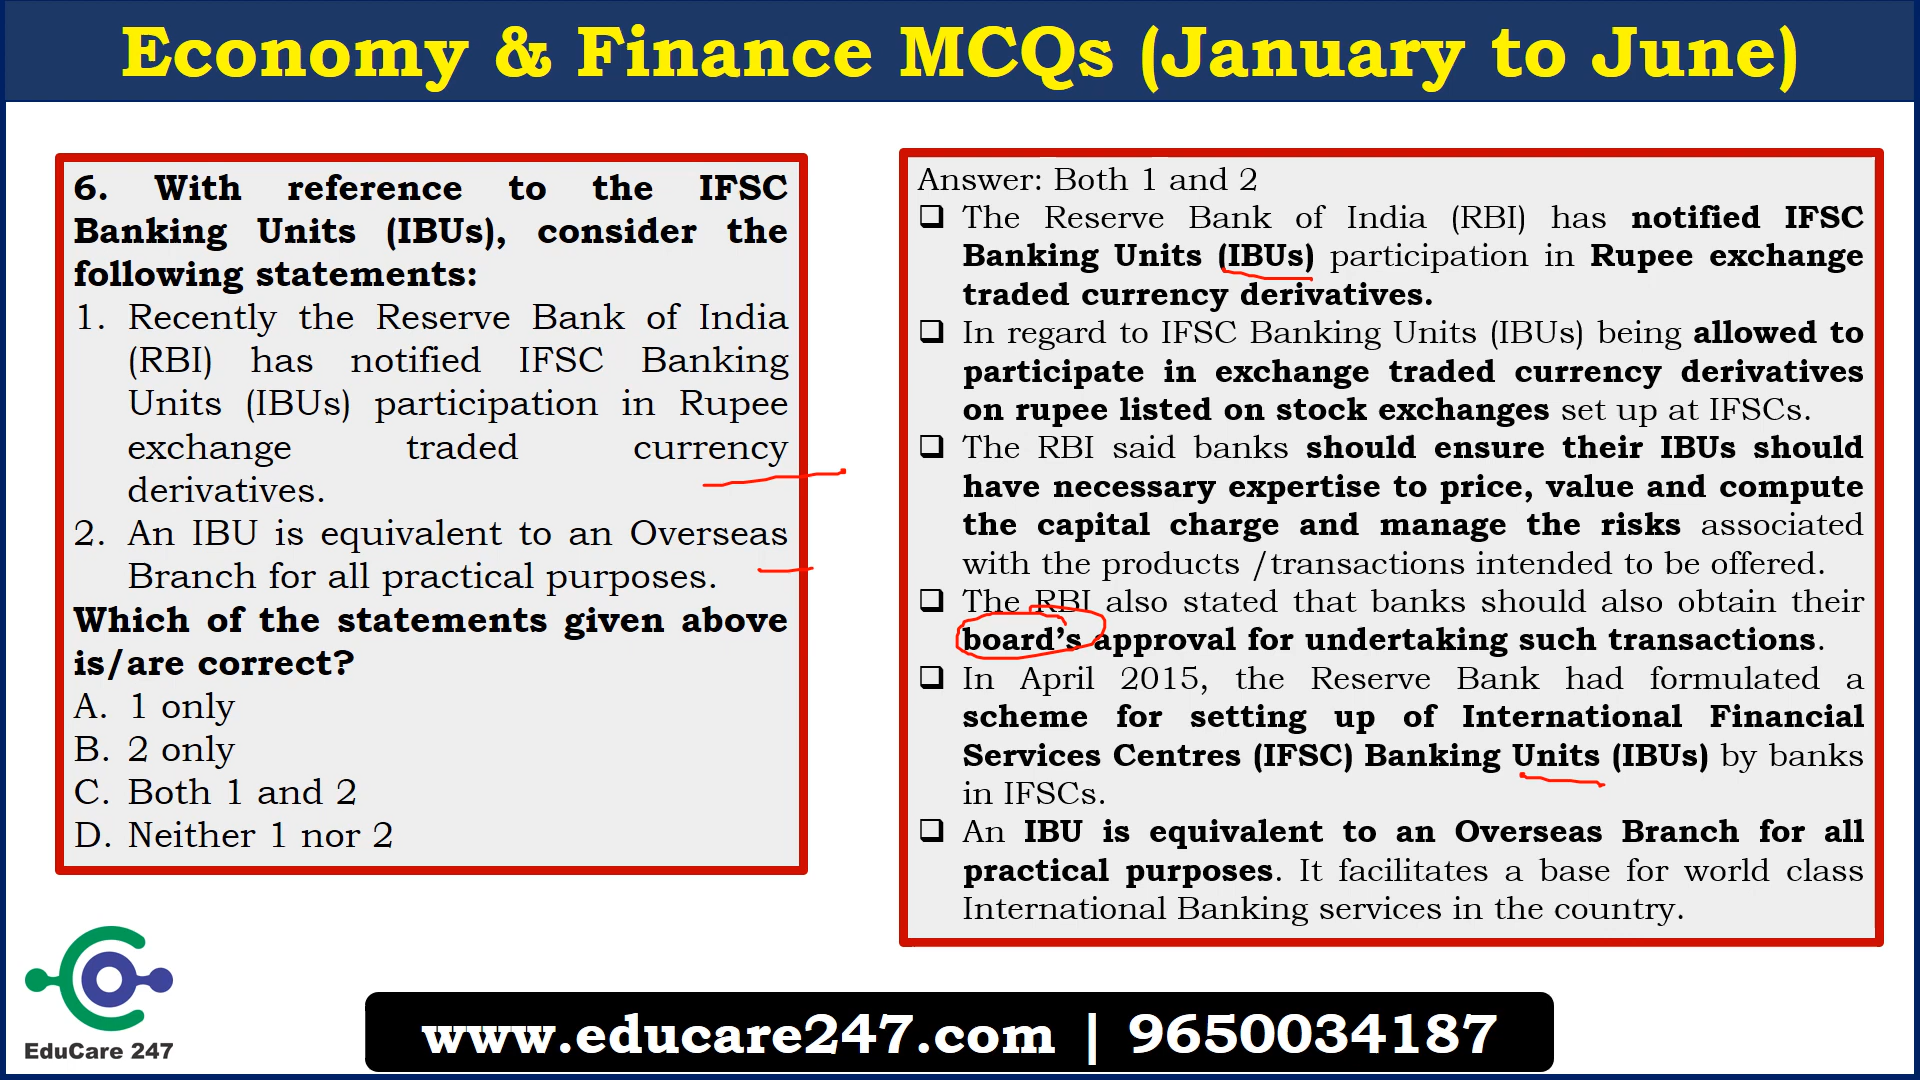 Economy & Finance MCQs (January to June)
6. With reference to the IFSC
Banking Units (IBUs), consider the
following statements:
1. Recently the Reserve Bank of India
(RBI) has notified IFSC Banking
Units (IBUs) participation in Rupee
exchange traded currency
derivatives.
2. An IBU is equivalent to an Overseas
Branch for all practical purposes.
Which of the statements given above
is/are correct?
A. 1 only
B. 2 only
C. Both 1 and 2
D. Neither 1 nor 2
Answer: Both 1 and 2
❑ The Reserve Bank of India (RBI) has notified IFSC
Banking Units (IBUs) participation in Rupee exchange
traded currency derivatives.
❑ In regard to IFSC Banking Units (IBUs) being allowed to
participate in exchange traded currency derivatives
on rupee listed on stock exchanges set up at IFSCs.
❑ The RBI said banks should ensure their IBUs should
have necessary expertise to price, value and compute
the capital charge and manage the risks associated
with the products /transactions intended to be offered.
❑ The RBI also stated that banks should also obtain their
board's approval for undertaking such transactions.
❑ In April 2015, the Reserve Bank had formulated a
scheme for setting up of International Financial
Services Centres (IFSC) Banking Units (IBUs) by banks
in IFSCs.
❑ An IBU is equivalent to an Overseas Branch for all
practical purposes. It facilitates a base for world class
International Banking services in the country.
EduCare 247
www.educare247.com | 9650034187